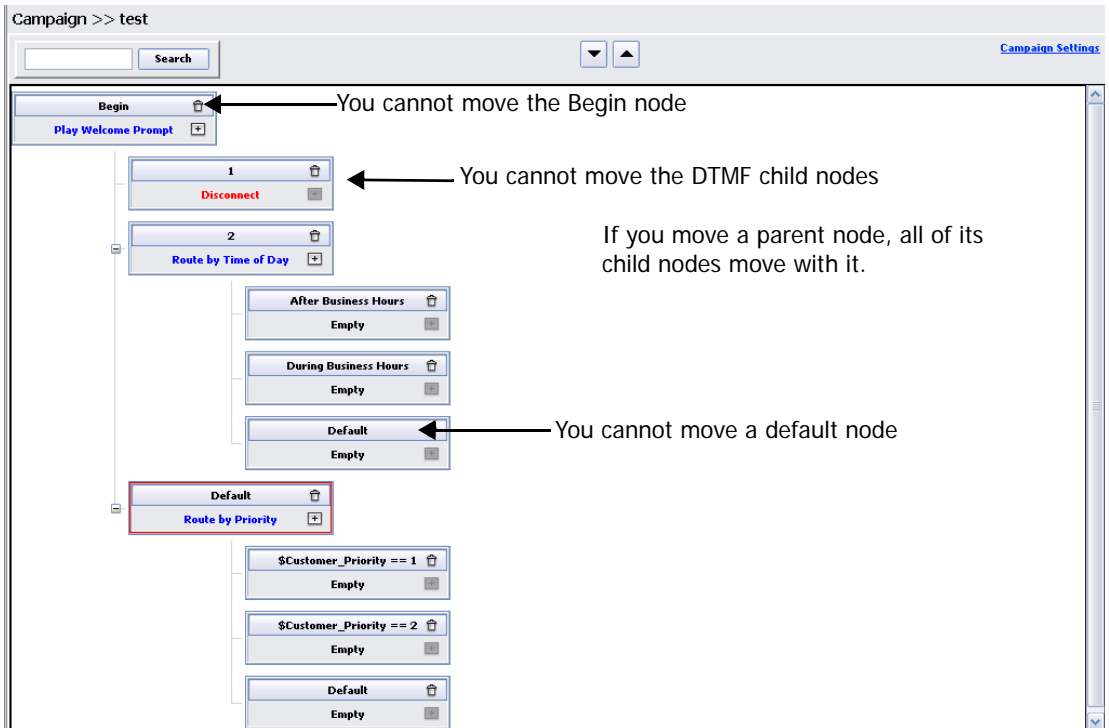 Campaign >> test
Search
Campaign Settings
Begin
You cannot move the Begin node
Play Welcome Prompt
1
You cannot move the DTMF child nodes
Disconnect
2
If you move a parent node, all of its
child nodes move with it.
Route by Time of Day
After Business Hours
Empty
During Business Hours
Empty
Default
You cannot move a default node
Empty
Default
Route by Priority
$Customer_Priority == 1
Empty
$Customer_Priority == 2
Empty
Default
Empty